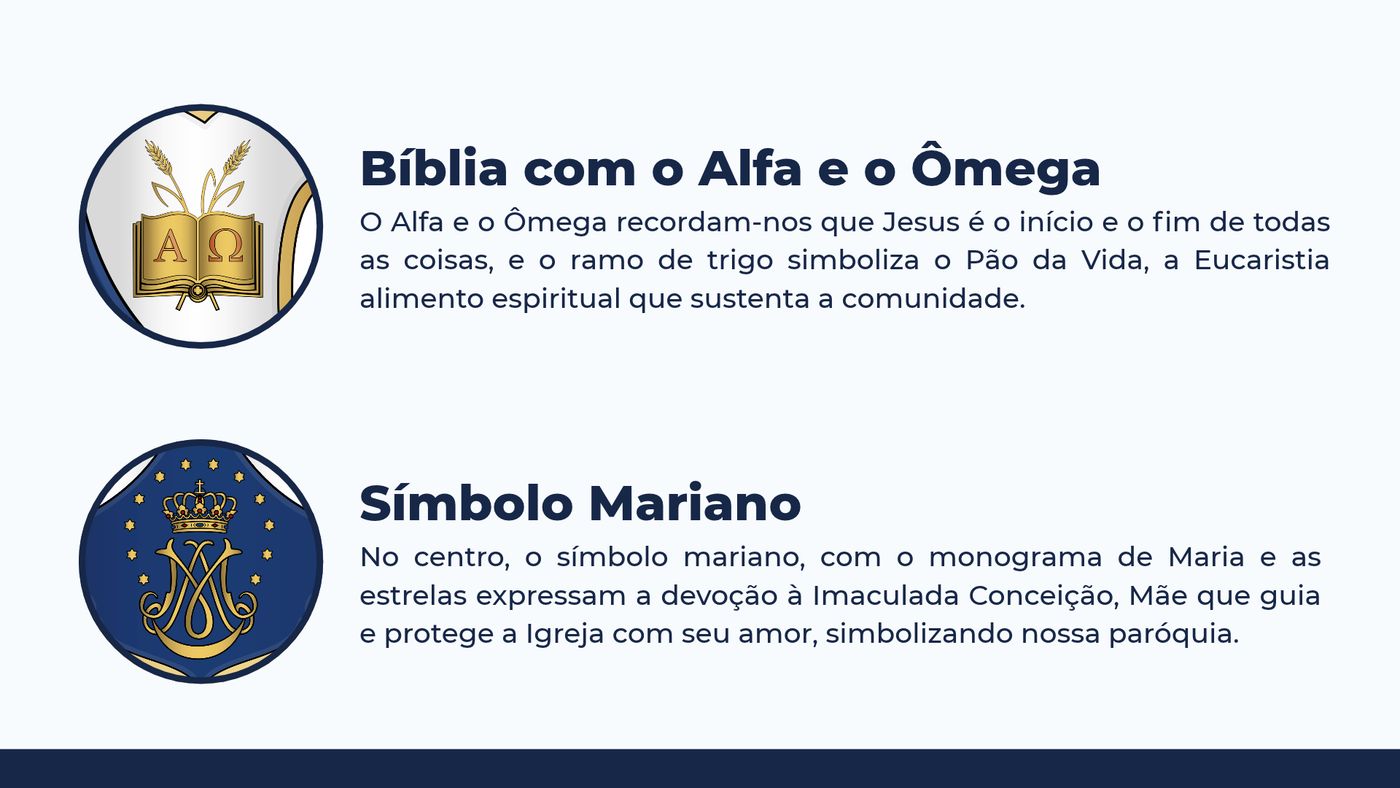 Α Ω
Bíblia com o Alfa e o Ômega
O Alfa e o Ômega recordam-nos que Jesus é o início e o fim de todas
as coisas, e o ramo de trigo simboliza o Pão da Vida, a Eucaristia
alimento espiritual que sustenta a comunidade.
Símbolo Mariano
No centro, o símbolo mariano, com o monograma de Maria e as
estrelas expressam a devoção à Imaculada Conceição, Mãe que guia
e protege a Igreja com seu amor, simbolizando nossa paróquia.